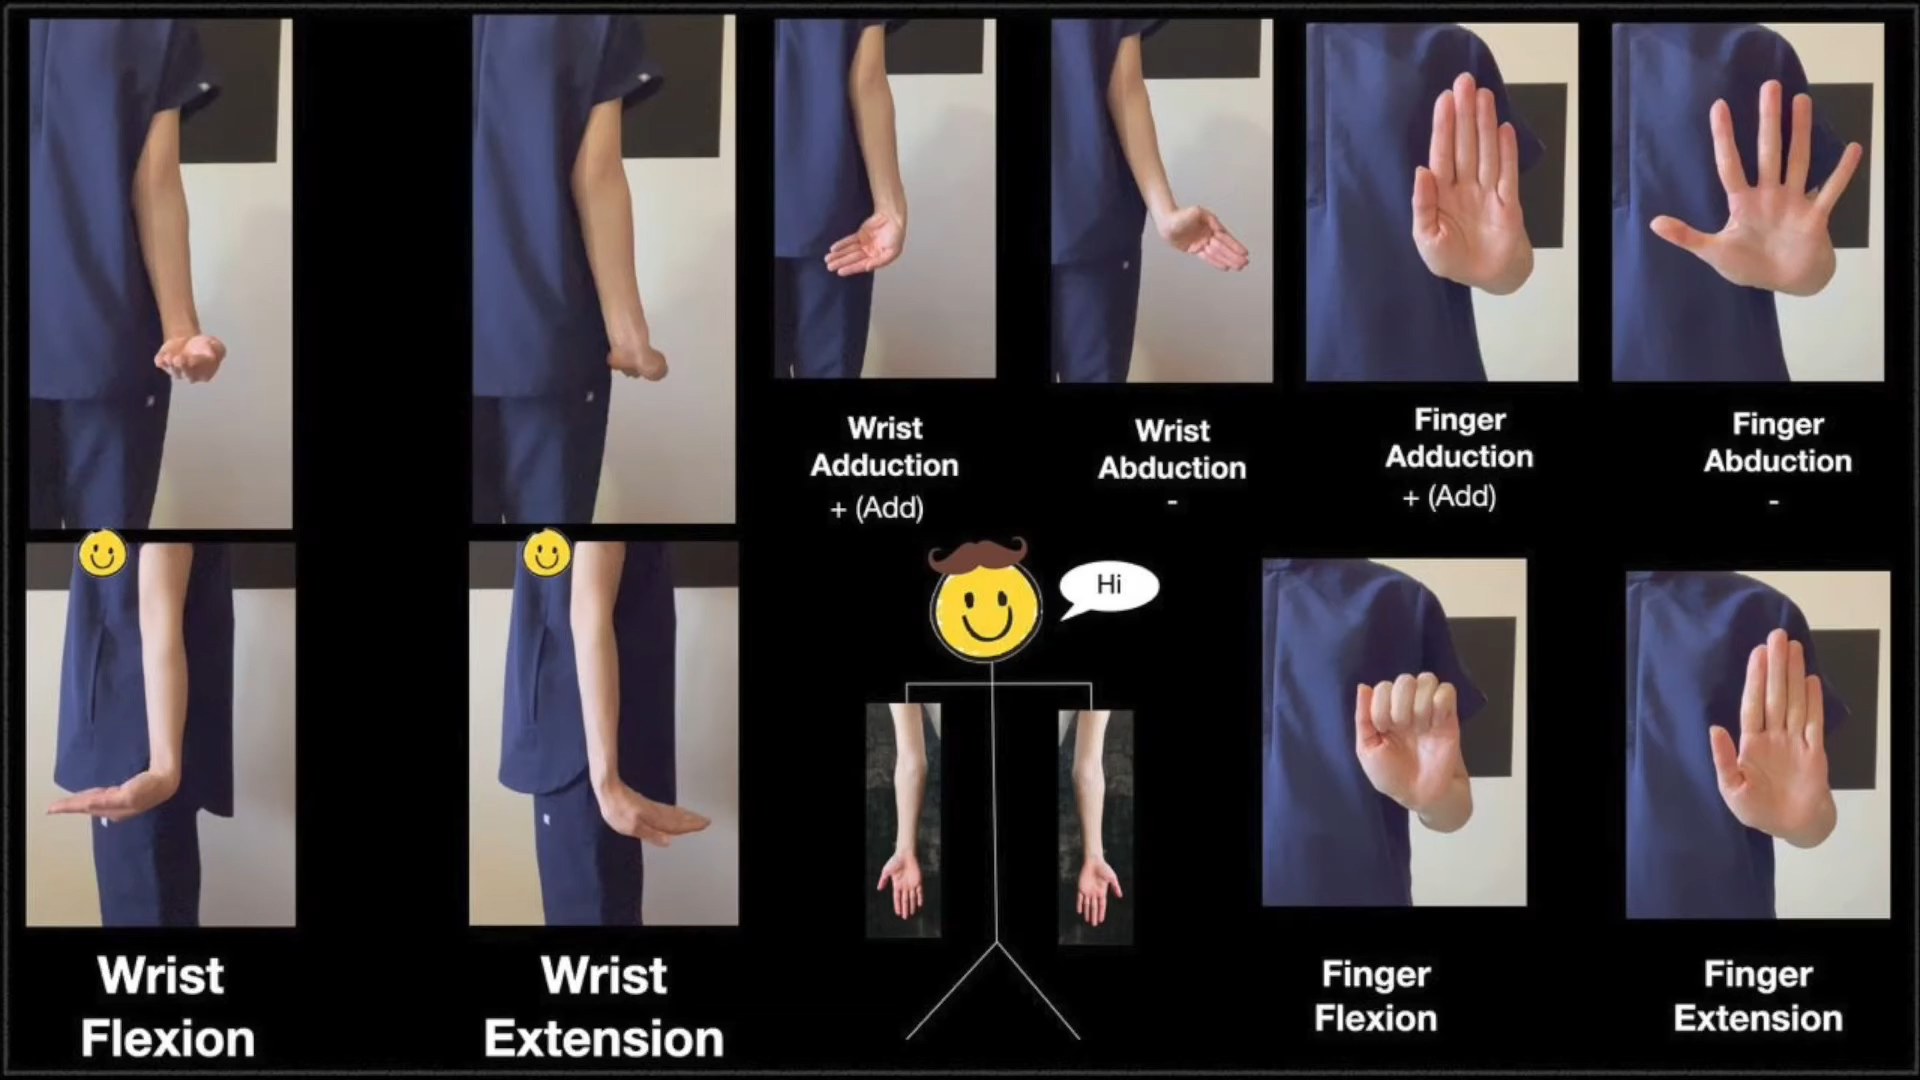 Wrist
Adduction
+ (Add)
Wrist
Abduction
-
Finger
Adduction
+ (Add)
Finger
Abduction
-
Hi
Wrist
Flexion
Wrist
Extension
Finger
Flexion
Finger
Extension